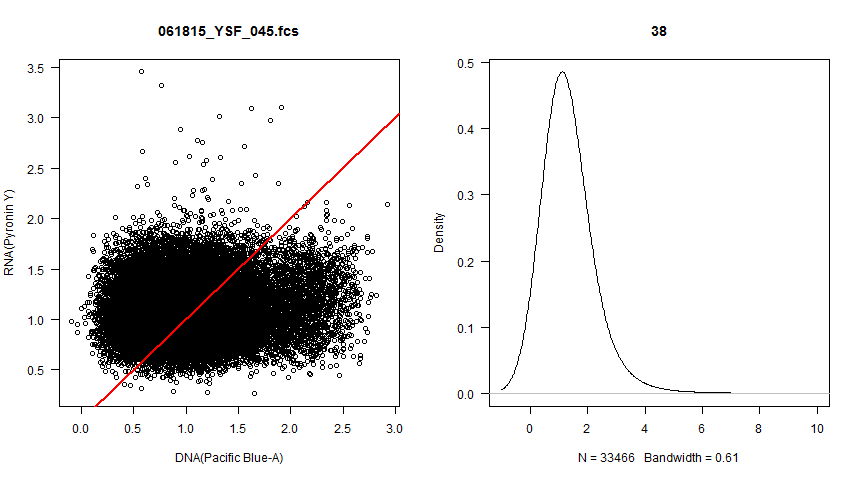 061815_YSF_045.fcs
RNA(Pyronin Y)
3.5
3.0
2.5
2.0
1.5
1.0
0.5
0.0 0.5 1.0 1.5 2.0 2.5 3.0
DNA(Pacific Blue-A)
38
Density
0.5
0.4
0.3
0.2
0.1
0.0
0 2 4 6 8 10
N = 33466 Bandwidth = 0.61